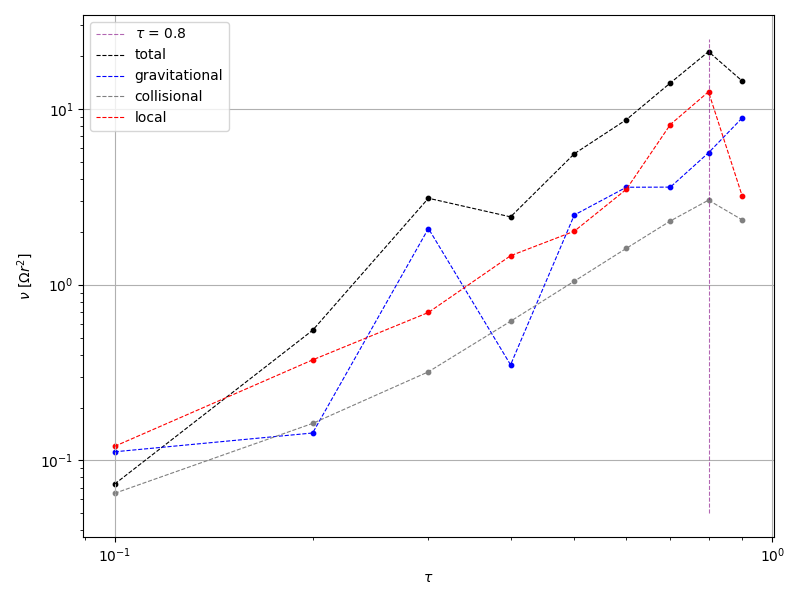 τ = 0.8
total
gravitational
collisional
local
10¹
10⁰
10⁻¹
ν [Ωr²]
10⁻¹
10⁰
τ